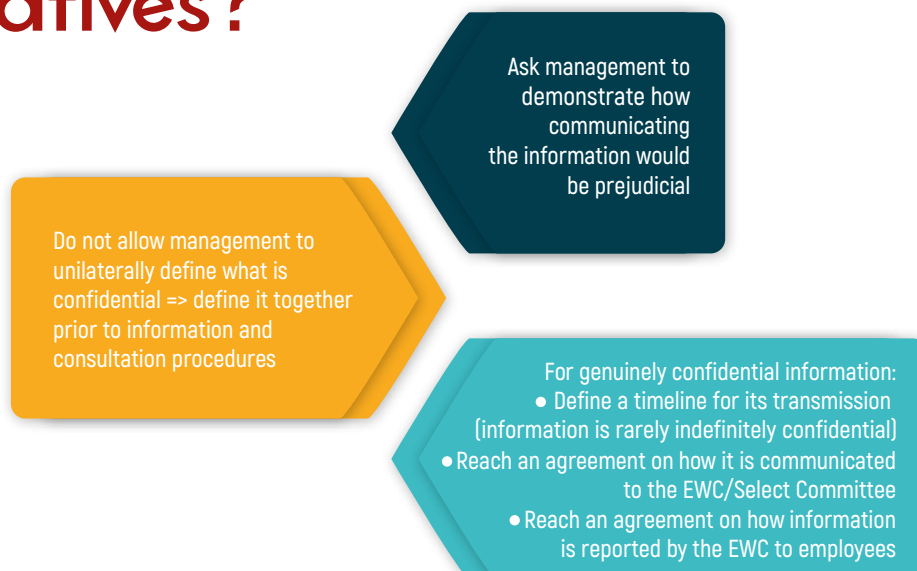 atives?
Ask management to
demonstrate how
communicating
the information would
be prejudicial
Do not allow management to
unilaterally define what is
confidential => define it together
prior to information and
consultation procedures
For genuinely confidential information:
● Define a timeline for its transmission
(information is rarely indefinitely confidential)
● Reach an agreement on how it is communicated
to the EWC/Select Committee
● Reach an agreement on how information
is reported by the EWC to employees